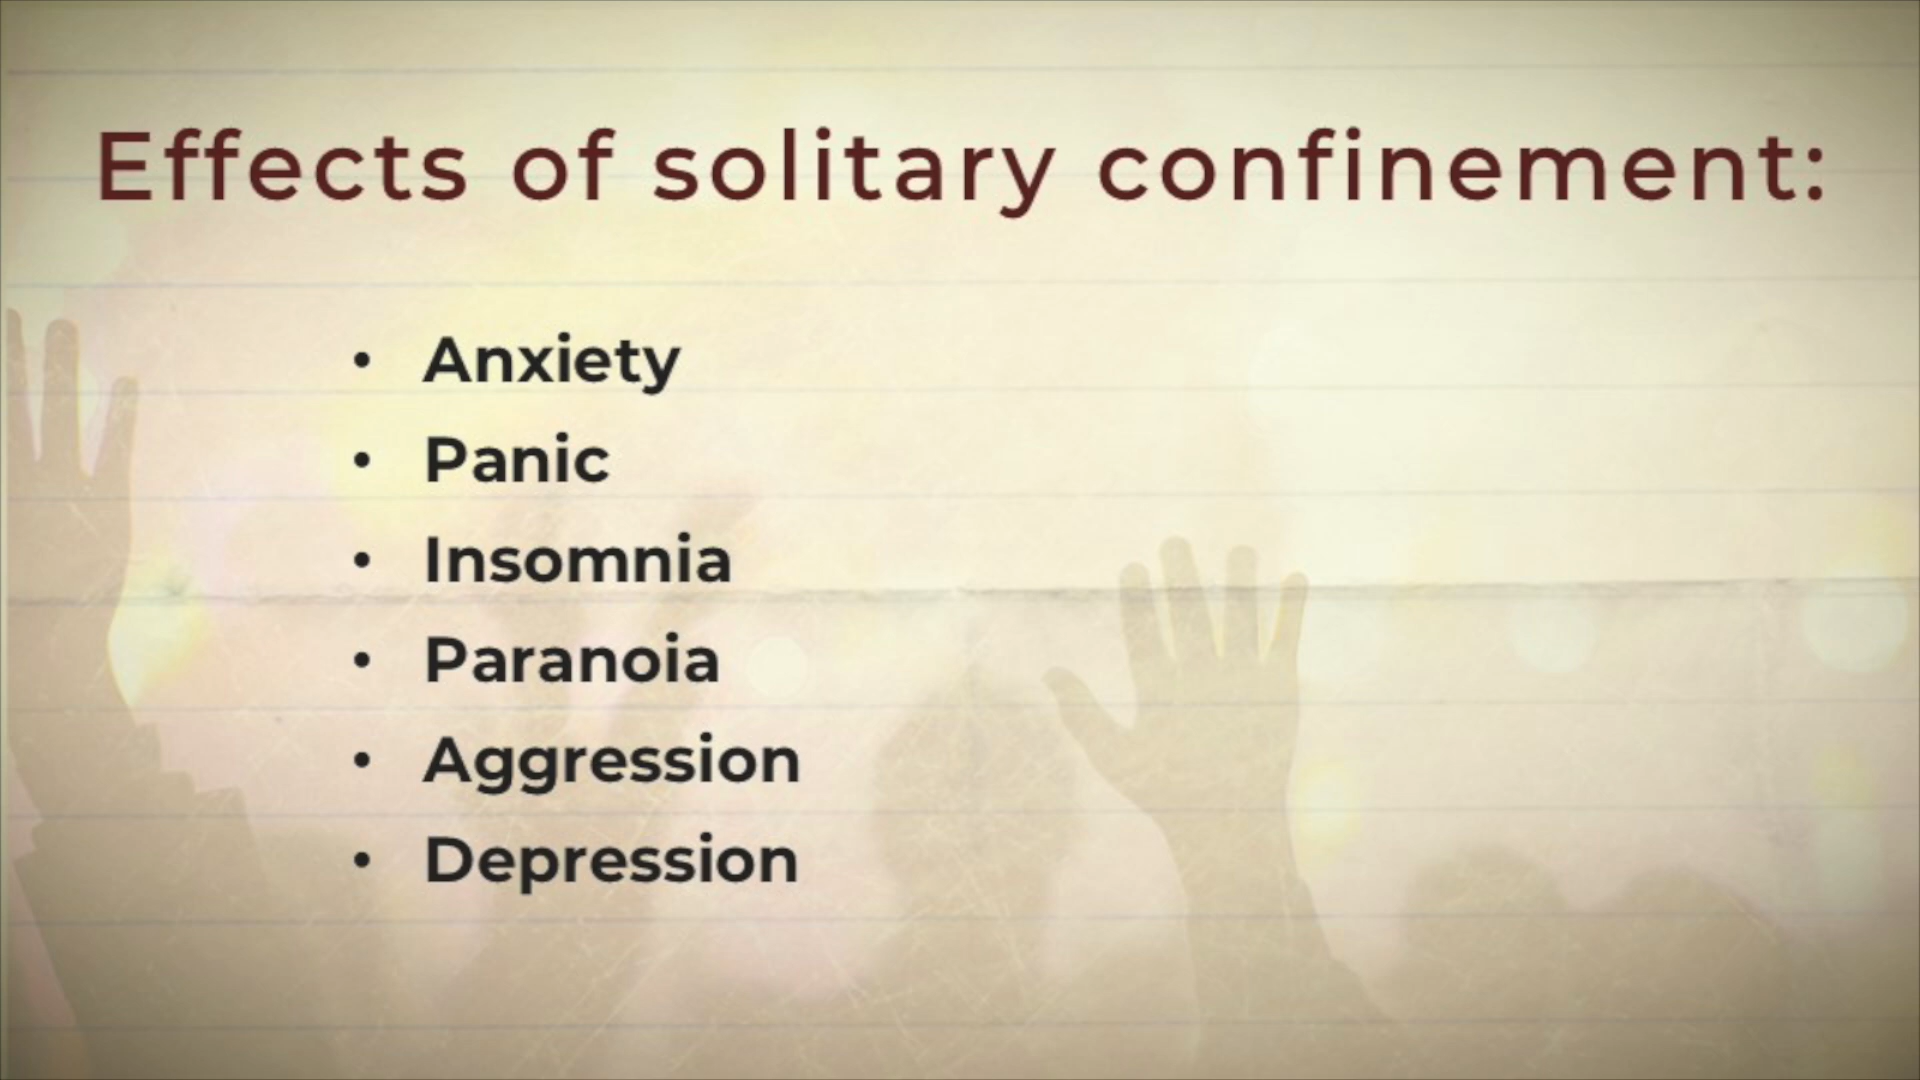 Effects of solitary confinement:
• Anxiety
• Panic
• Insomnia
• Paranoia
• Aggression
• Depression